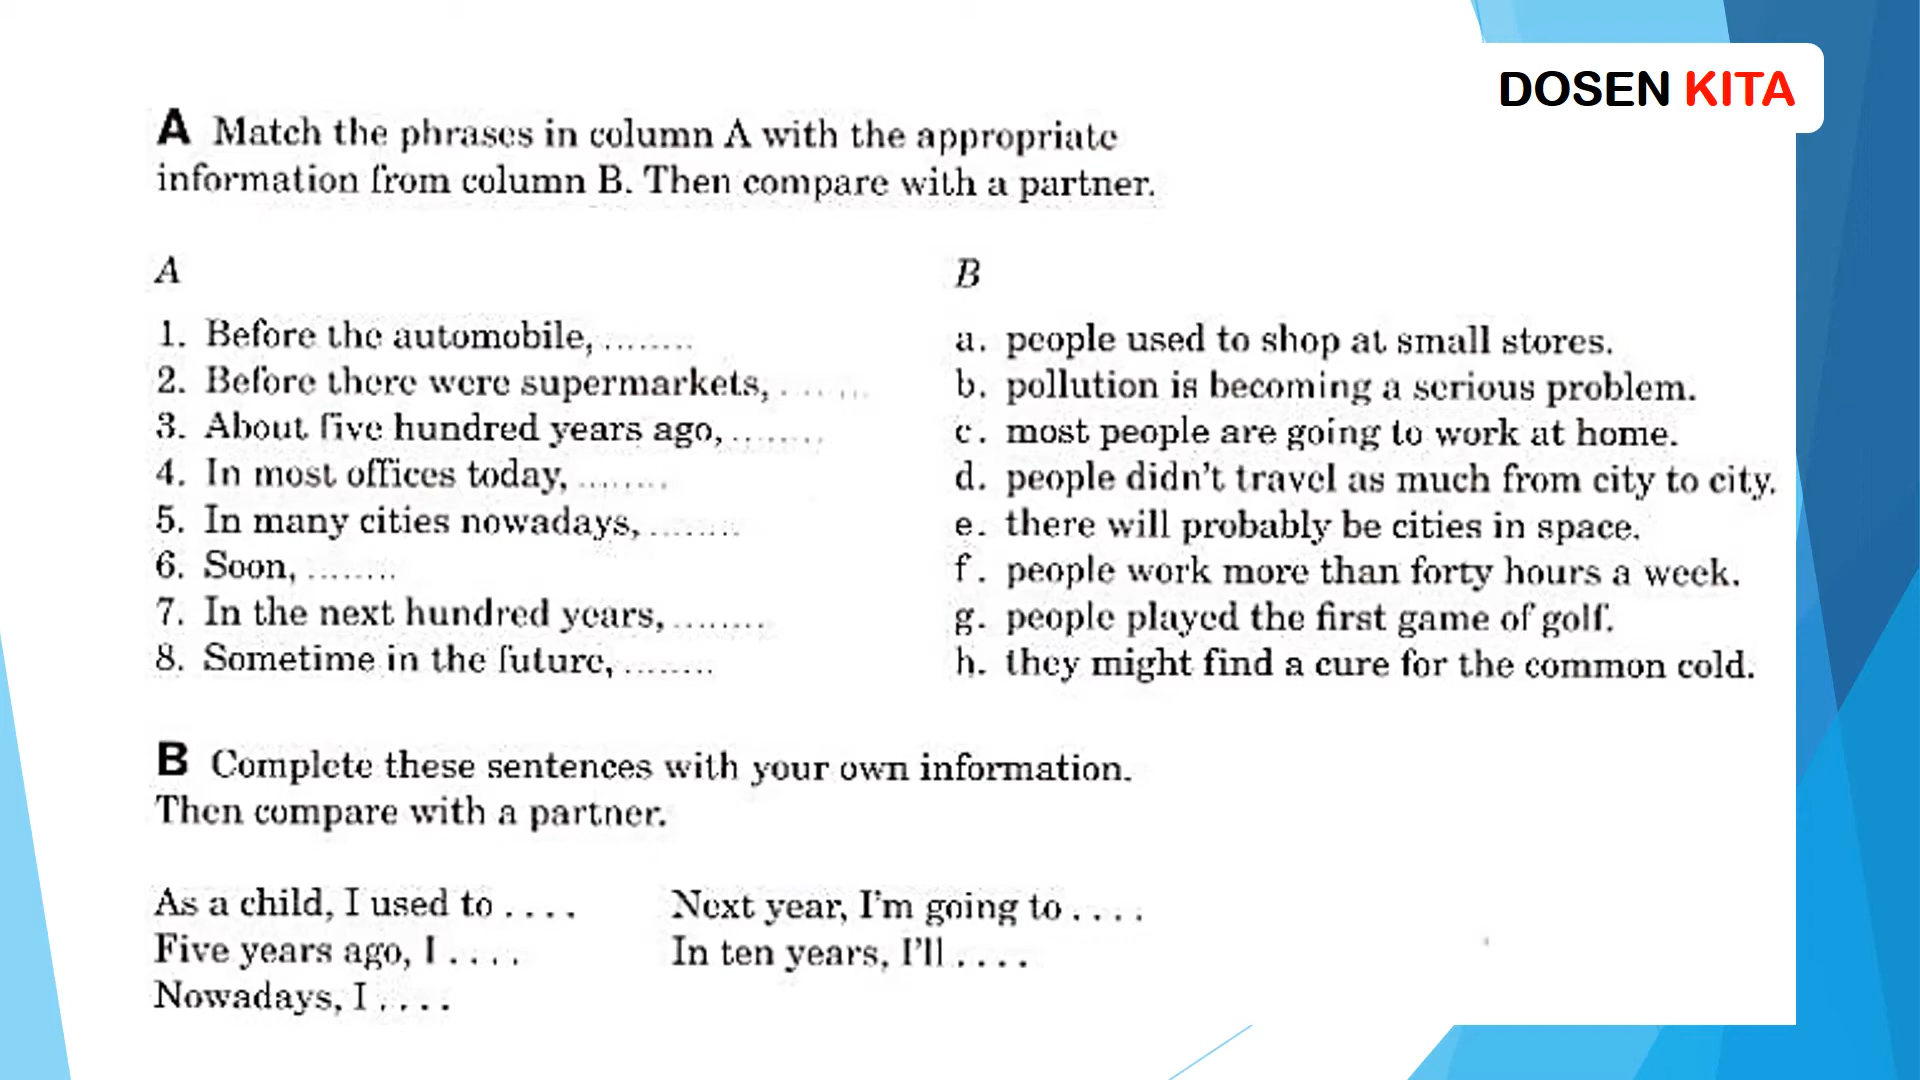 DOSEN KITA
A Match the phrases in column A with the appropriate
information from column B. Then compare with a partner.
A
1. Before the automobile, ........
2. Before there were supermarkets, ........
3. About five hundred years ago, ........
4. In most offices today, ........
5. In many cities nowadays, ........
6. Soon, ........
7. In the next hundred years, ........
8. Sometime in the future, ........
B
a. people used to shop at small stores.
b. pollution is becoming a serious problem.
c. most people are going to work at home.
d. people didn't travel as much from city to city.
e. there will probably be cities in space.
f. people work more than forty hours a week.
g. people played the first game of golf.
h. they might find a cure for the common cold.
B Complete these sentences with your own information.
Then compare with a partner.
As a child, I used to . . . .
Five years ago, I . . . .
Nowadays, I . . . .
Next year, I'm going to . . . .
In ten years, I'll . . . .